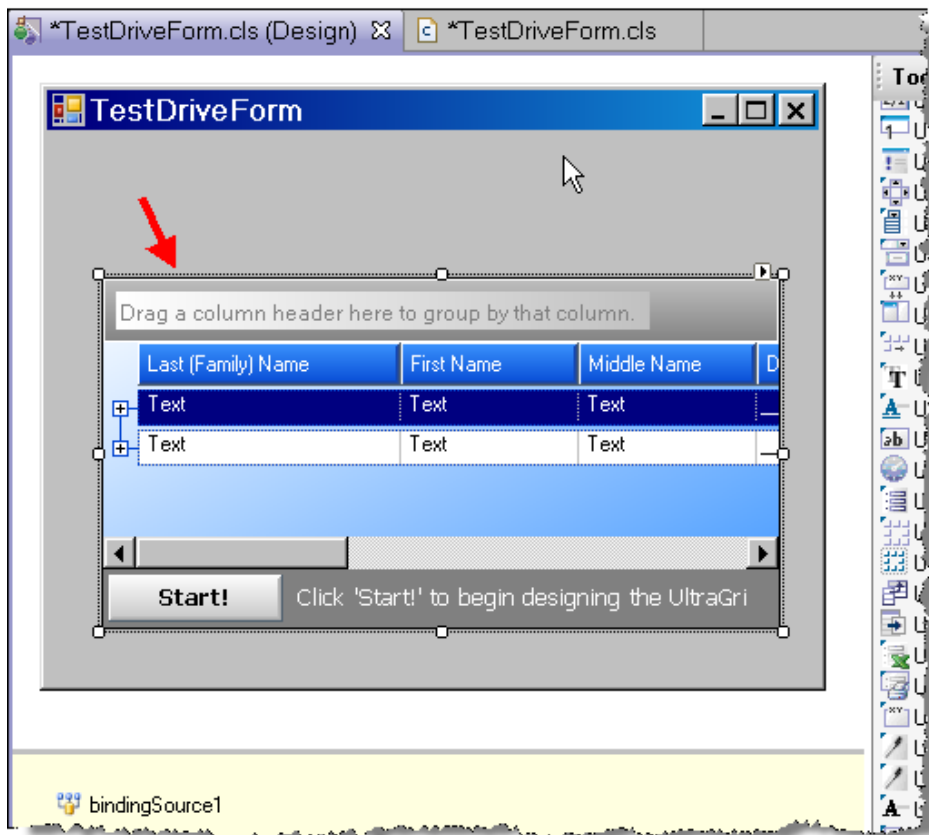 *TestDriveForm.cls (Design) *TestDriveForm.cls
TestDriveForm
Drag a column header here to group by that column.
Last (Family) Name First Name Middle Name D
Text Text Text
Text Text Text
Start! Click 'Start!' to begin designing the UltraGri
bindingSource1